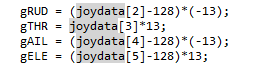 gRUD = (joydata[2]-128)*(-13);
gTHR = joydata[3]*13;
gAIL = (joydata[4]-128)*(-13);
gELE = (joydata[5]-128)*13;